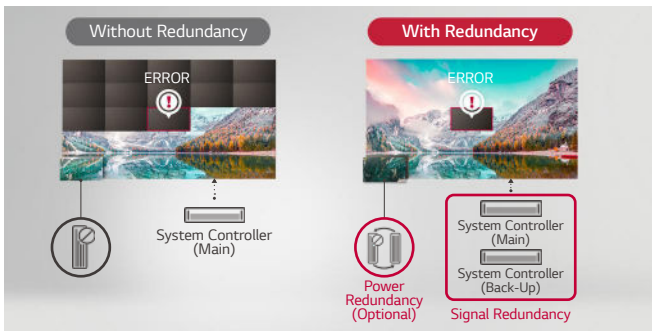 Without Redundancy
With Redundancy
ERROR
ERROR
System Controller
(Main)
System Controller
(Main)
System Controller
(Back-Up)
Power
Redundancy
(Optional)
Signal Redundancy